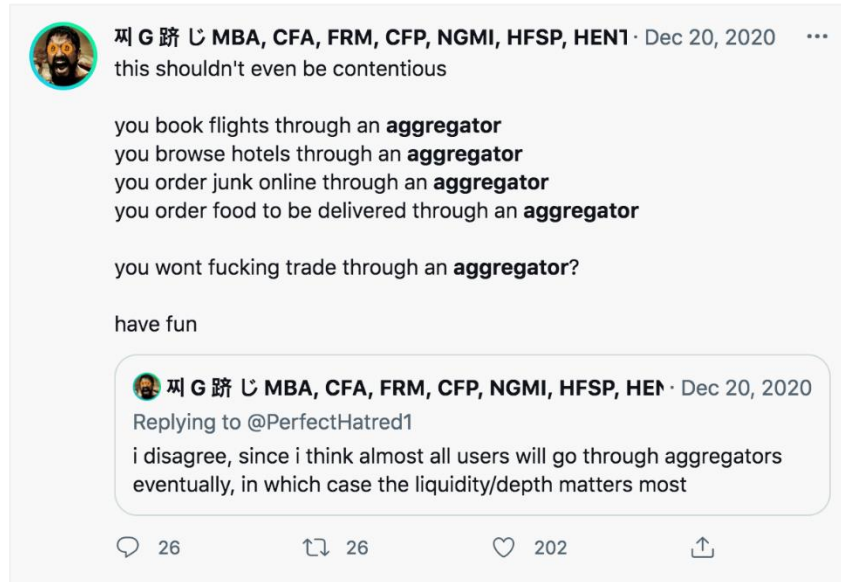 찌 G 跻 じ MBA, CFA, FRM, CFP, NGMI, HFSP, HENT · Dec 20, 2020 ···
this shouldn't even be contentious
you book flights through an aggregator
you browse hotels through an aggregator
you order junk online through an aggregator
you order food to be delivered through an aggregator
you wont fucking trade through an aggregator?
have fun
찌 G 跻 じ MBA, CFA, FRM, CFP, NGMI, HFSP, HEN · Dec 20, 2020
Replying to @PerfectHatred1
i disagree, since i think almost all users will go through aggregators
eventually, in which case the liquidity/depth matters most
26 26 202